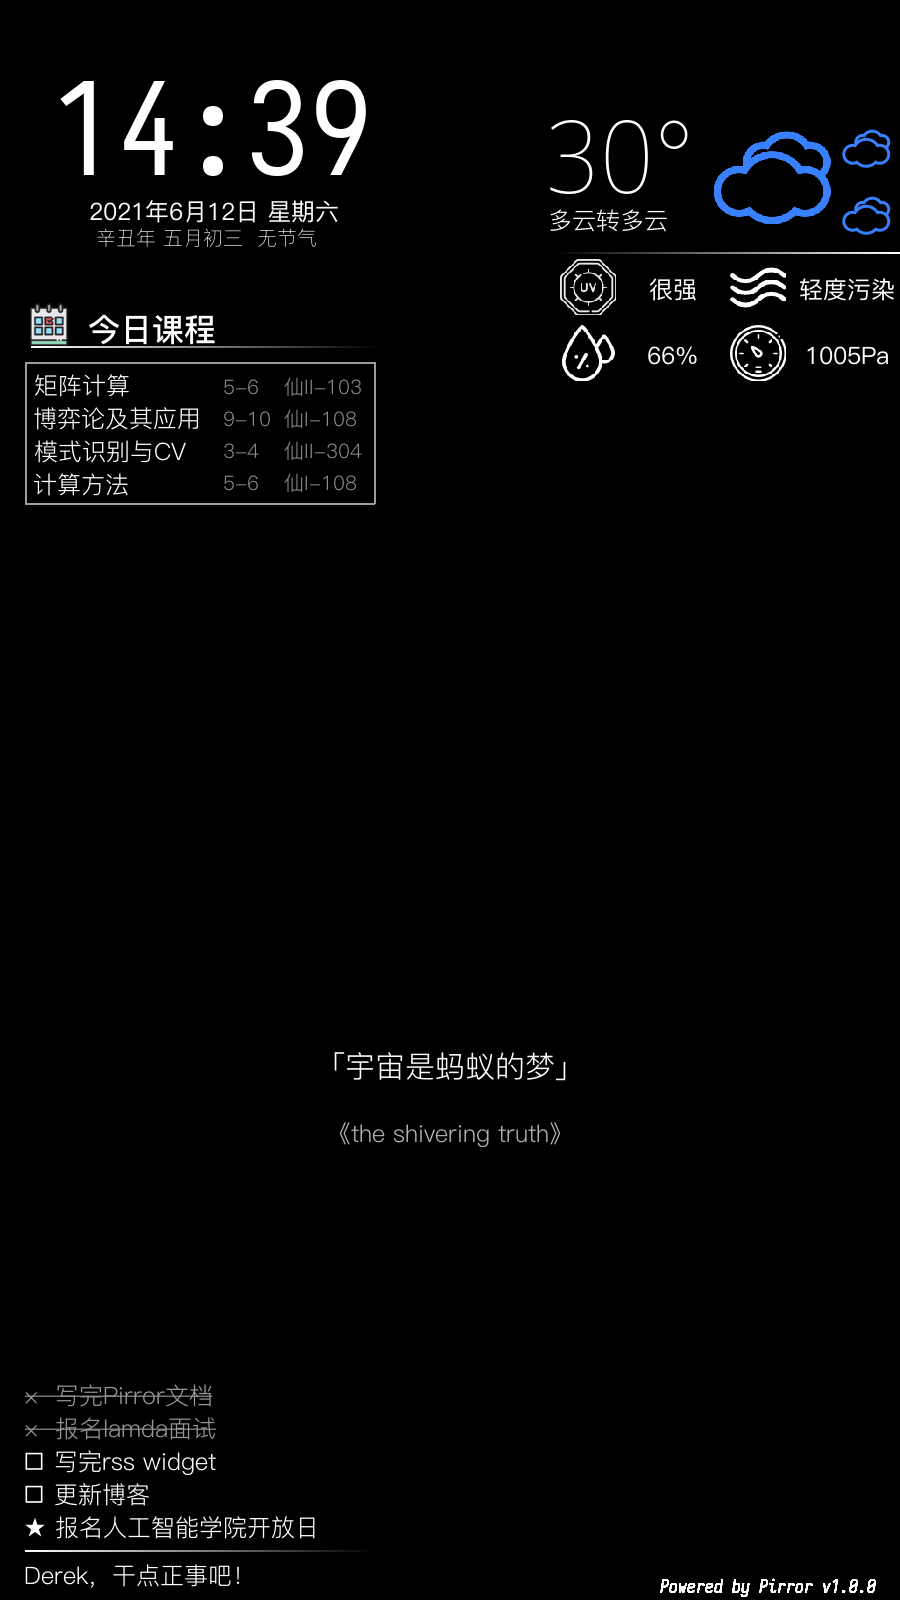 14:39
2021年6月12日 星期六
辛丑年 五月初三 无节气
30°
多云转多云
UV 很强 轻度污染
66% 1005Pa
今日课程
矩阵计算 5-6 仙II-103
博弈论及其应用 9-10 仙I-108
模式识别与CV 3-4 仙II-304
计算方法 5-6 仙I-108
「宇宙是蚂蚁的梦」
《the shivering truth》
× 写完Pirror文档
× 报名lamda面试
☐ 写完rss widget
☐ 更新博客
★ 报名人工智能学院开放日
Derek，干点正事吧！
Powered by Pirror v1.0.0